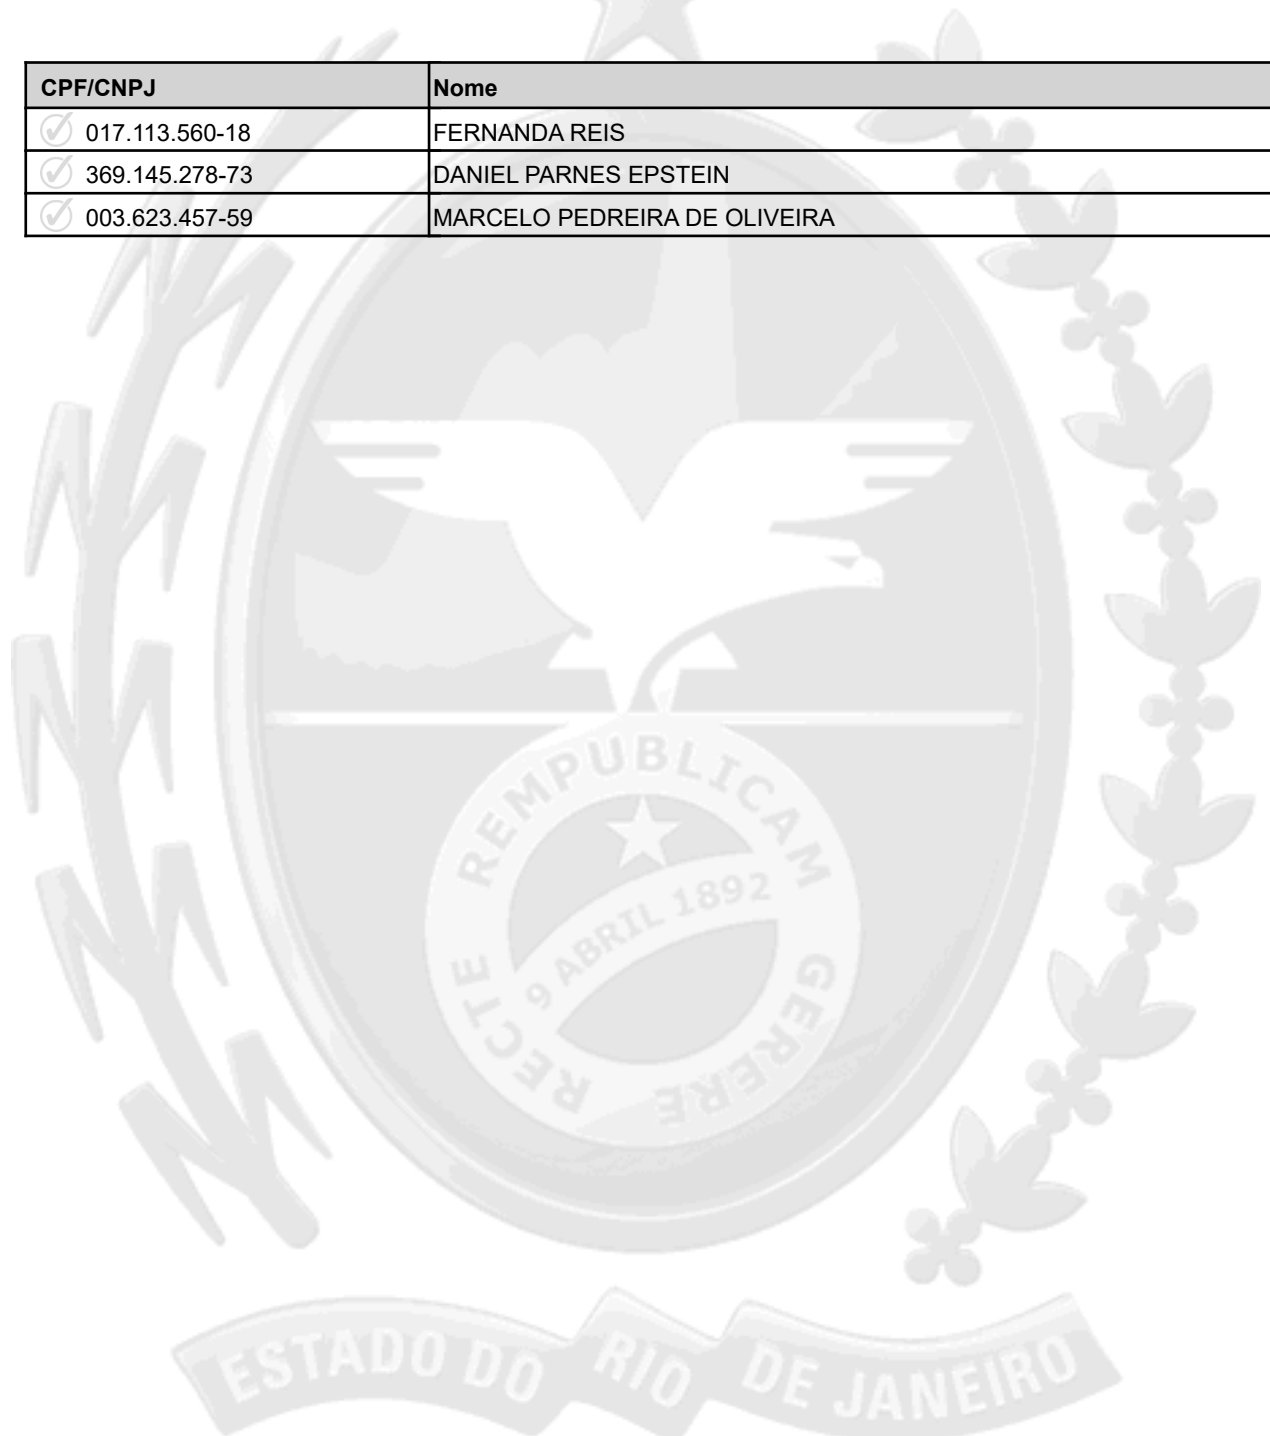 CPF/CNPJ Nome
017.113.560-18 FERNANDA REIS
369.145.278-73 DANIEL PARNES EPSTEIN
003.623.457-59 MARCELO PEDREIRA DE OLIVEIRA
RECTE REMPUBLICAM GERERE
9 ABRIL 1892
ESTADO DO RIO DE JANEIRO